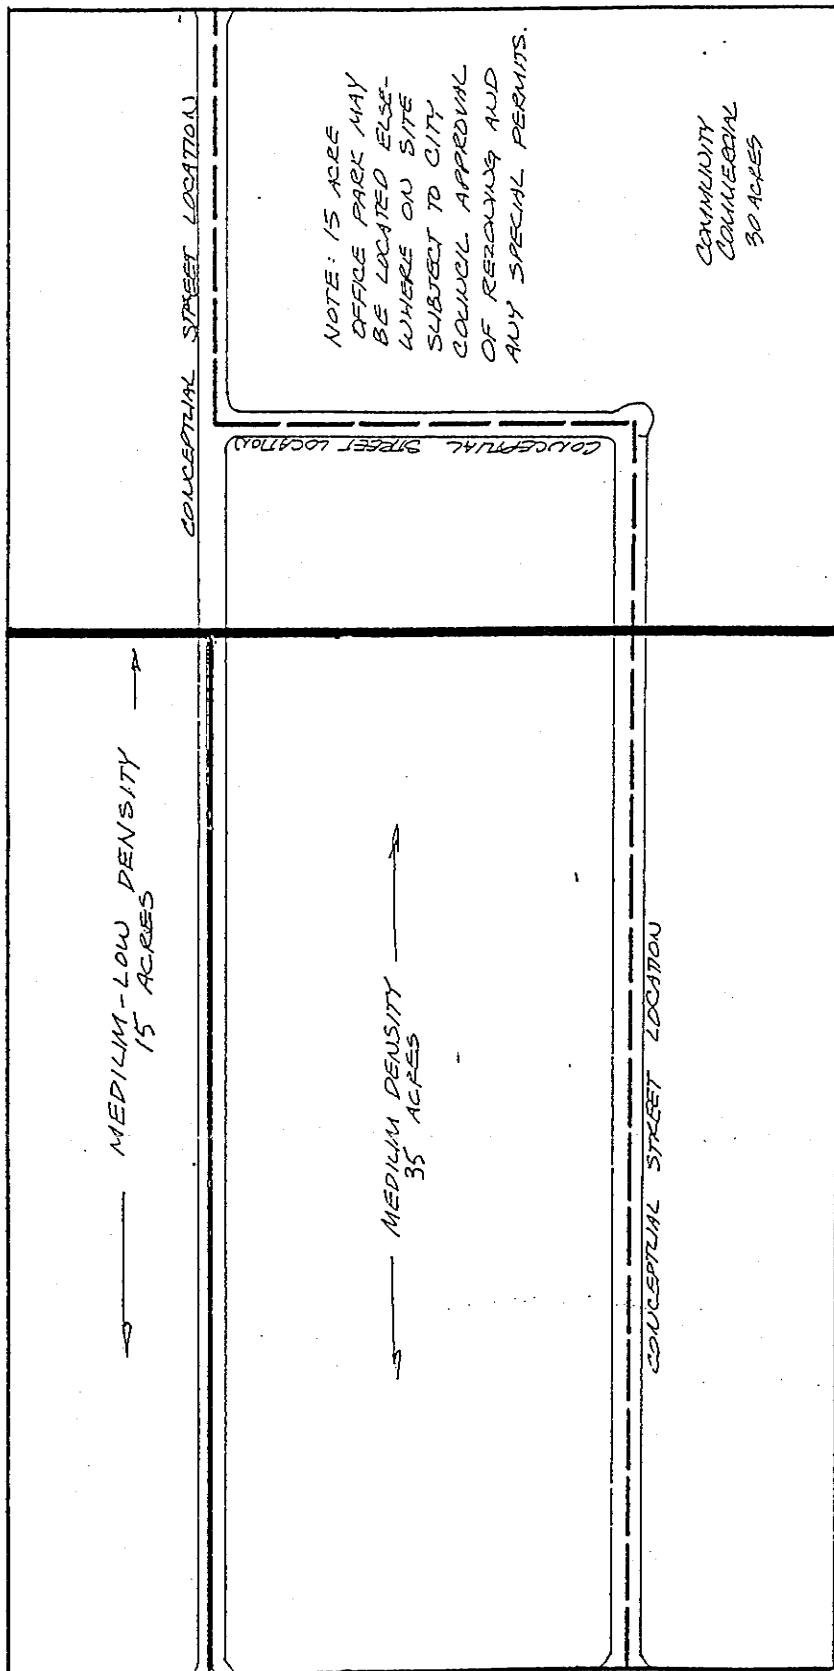 CONCEPTUAL STREET LOCATION
NOTE: 15 ACRE
OFFICE PARK MAY
BE LOCATED ELSE-
WHERE ON SITE
SUBJECT TO CITY
COUNCIL APPROVAL
OF REZONING AND
ANY SPECIAL PERMITS.
COMMUNITY
COMMERCIAL
30 ACRES
CONCEPTUAL STREET LOCATION
MEDIUM-LOW DENSITY
15 ACRES
MEDIUM DENSITY
35 ACRES
CONCEPTUAL STREET LOCATION